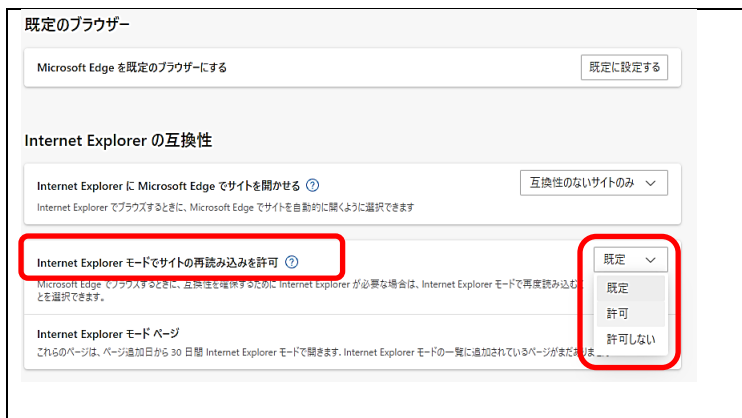 既定のブラウザー
Microsoft Edge を既定のブラウザーにする
既定に設定する
Internet Explorer の互換性
Internet Explorer に Microsoft Edge でサイトを開かせる ?
互換性のないサイトのみ
Internet Explorer でブラウズするときに、Microsoft Edge でサイトを自動的に開くように選択できます
Internet Explorer モードでサイトの再読み込みを許可 ?
既定
Microsoft Edge でブラウズするときに、互換性を確保するために Internet Explorer が必要な場合は、Internet Explorer モードで再度読み込む
とを選択できます。
既定
許可
許可しない
Internet Explorer モード ページ
これらのページは、ページ追加日から 30 日間 Internet Explorer モードで開きます. Internet Explorer モードの一覧に追加されているページがまだありま